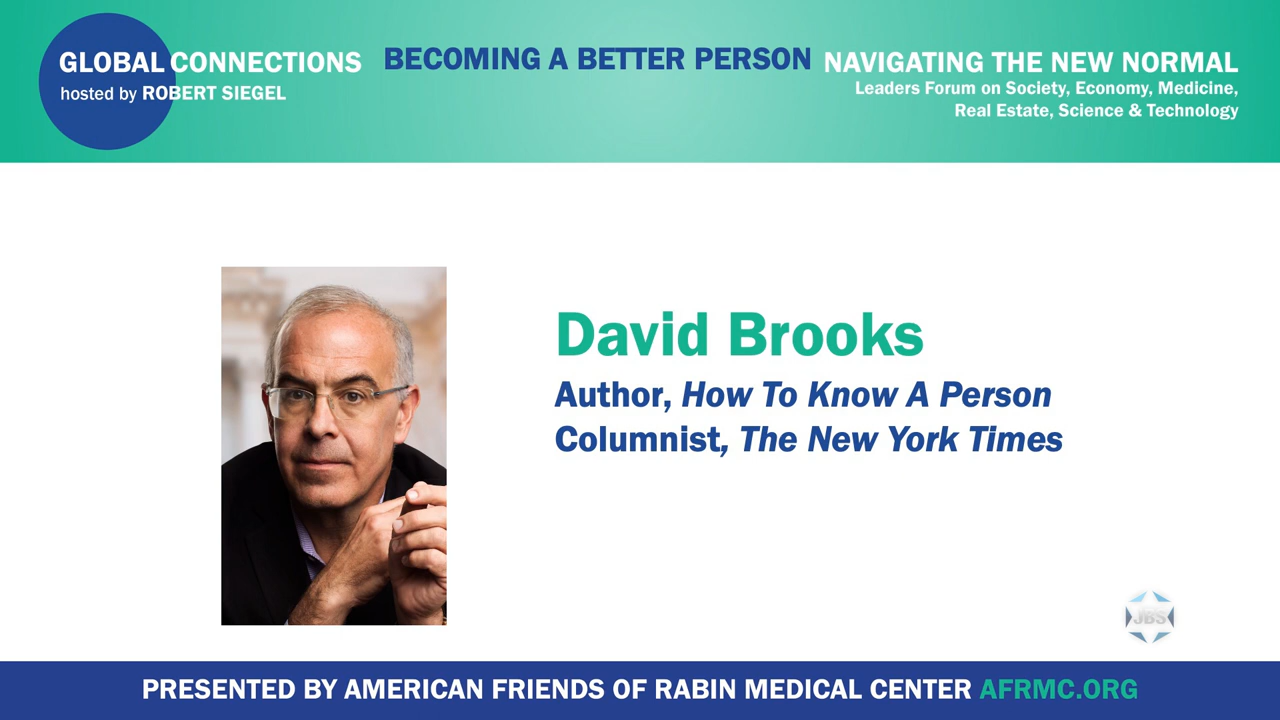 GLOBAL CONNECTIONS
hosted by ROBERT SIEGEL
BECOMING A BETTER PERSON
NAVIGATING THE NEW NORMAL
Leaders Forum on Society, Economy, Medicine,
Real Estate, Science & Technology
David Brooks
Author, How To Know A Person
Columnist, The New York Times
JBS
PRESENTED BY AMERICAN FRIENDS OF RABIN MEDICAL CENTER AFRMC.ORG